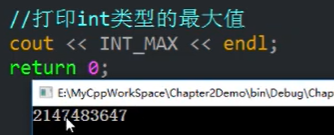 //打印int类型的最大值
cout << INT_MAX << endl;
return 0;
E:\MyCppWorkSpace\Chapter2Demo\bin\Debug\Chap
2147483647